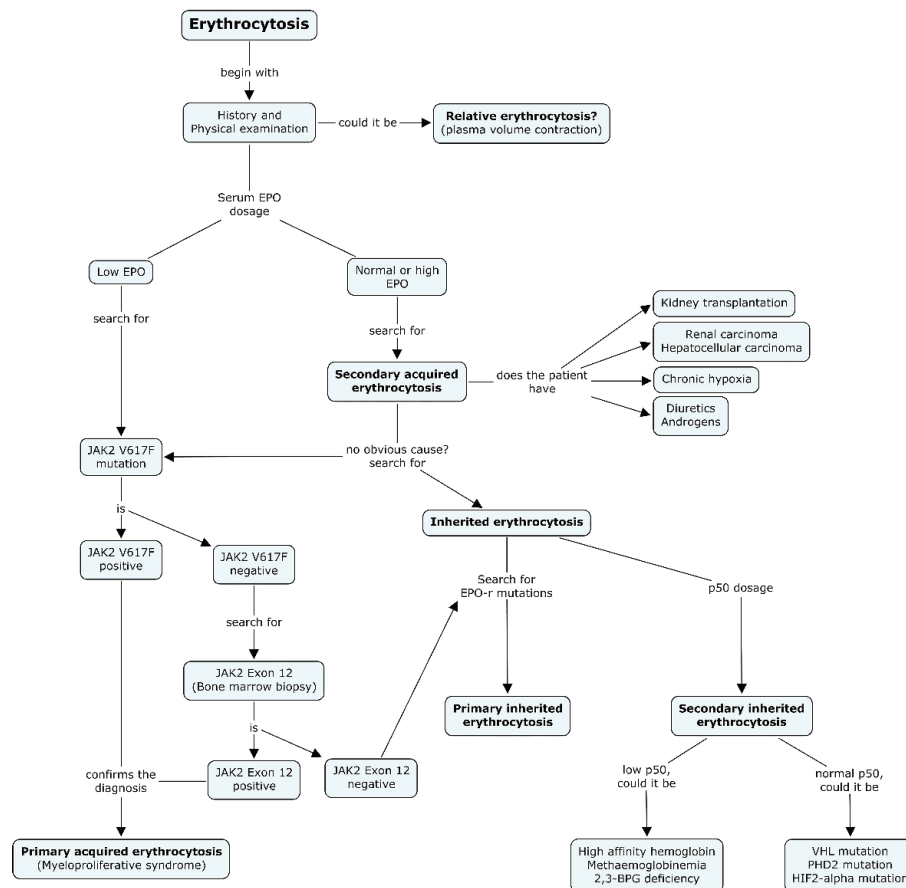 Erythrocytosis
begin with
History and
Physical examination
could it be
Relative erythrocytosis?
(plasma volume contraction)
Serum EPO
dosage
Low EPO
Normal or high
EPO
search for
search for
Kidney transplantation
Renal carcinoma
Hepatocellular carcinoma
Secondary acquired
erythrocytosis
does the patient
have
Chronic hypoxia
Diuretics
Androgens
JAK2 V617F
mutation
no obvious cause?
search for
is
Inherited erythrocytosis
JAK2 V617F
positive
JAK2 V617F
negative
Search for
EPO-r mutations
p50 dosage
search for
JAK2 Exon 12
(Bone marrow biopsy)
Primary inherited
erythrocytosis
Secondary inherited
erythrocytosis
is
confirms the
diagnosis
JAK2 Exon 12
positive
JAK2 Exon 12
negative
low p50,
could it be
normal p50,
could it be
Primary acquired erythrocytosis
(Myeloproliferative syndrome)
High affinity hemoglobin
Methaemoglobinemia
2,3-BPG deficiency
VHL mutation
PHD2 mutation
HIF2-alpha mutation